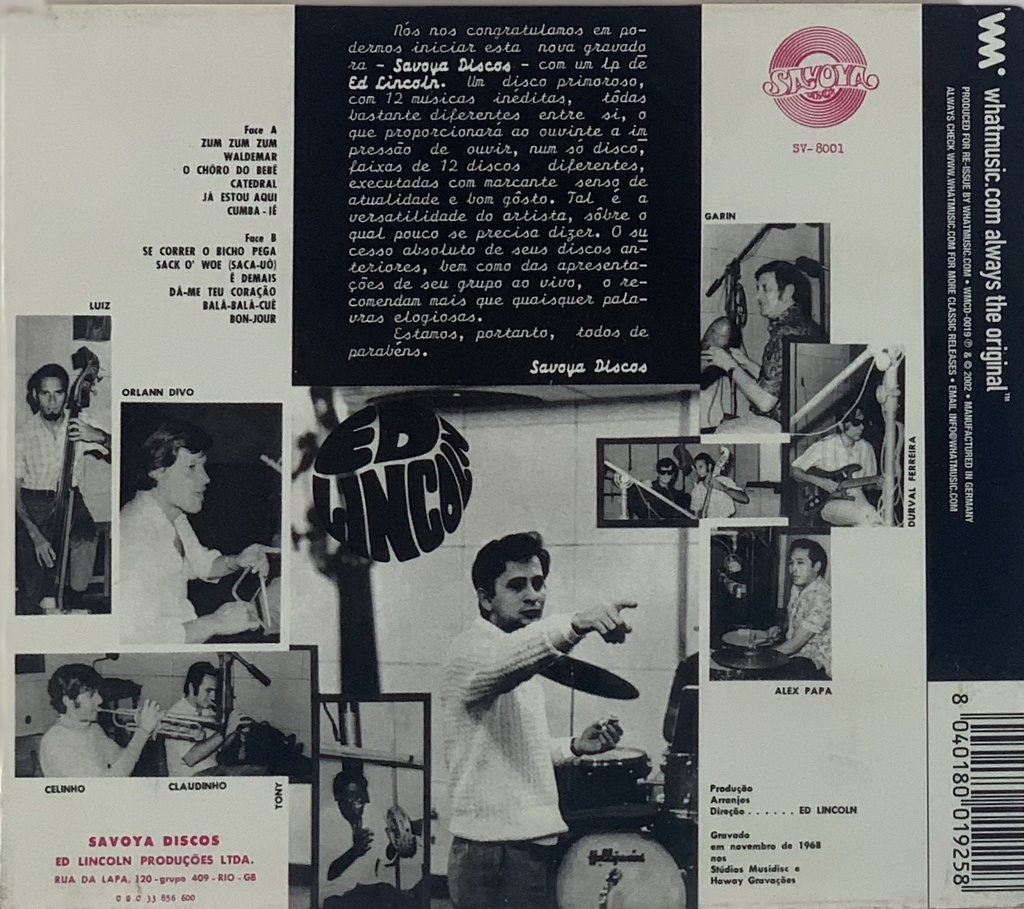 Face A
ZUM ZUM ZUM
WALDEMAR
O CHÔRO DO BEBÊ
CATEDRAL
JÁ ESTOU AQUI
CUMBA-IÊ
Face B
SE CORRER O BICHO PEGA
SACK O' WOE (SACA-UÔ)
É DEMAIS
DÁ-ME TEU CORAÇÃO
BALÁ-BALÁ-CUÊ
BON-JOUR
Nós nos congratulamos em po-
dermos iniciar esta nova gravado
ra - Savoya Discos - com um lp de
Ed Lincoln. Um disco primoroso,
com 12 musicas inéditas, tôdas
bastante diferentes entre si, o
que proporcionará ao ouvinte a im
pressão de ouvir, num só disco,
faixas de 12 discos diferentes,
executadas com marcante senso de
atualidade e bom gôsto. Tal é a
versatilidade do artista, sôbre o
qual pouco se precisa dizer. O su
cesso absoluto de seus discos an-
teriores, bem como das apresenta-
ções de seu grupo ao vivo, o re-
comendam mais que quaisquer pala-
vras elogiosas.
Estamos, portanto, todos de
parabéns.
Savoya Discos
SAVOYA
DISCOS
SV-8001
GARIN
DURVAL FERREIRA
ALEX PAPA
LUIZ
ORLANN DIVO
ED
LINCOLN
CELINHO
CLAUDINHO
TONY
Hollywood
SAVOYA DISCOS
ED LINCOLN PRODUÇÕES LTDA.
RUA DA LAPA, 120 - grupo 409 - RIO - GB
C G C 33 856 600
Produção
Arranjos
Direção . . . . . . ED LINCOLN
Gravado
em novembro de 1968
nos
Stúdios Musidisc e
Haway Gravações
whatmusic.com always the original™
PRODUCED FOR RE-ISSUE BY WHATMUSIC.COM • WMCD-0019 ℗ & © 2002 • MANUFACTURED IN GERMANY
ALWAYS CHECK WWW.WHATMUSIC.COM FOR MORE CLASSIC RELEASES • EMAIL INFO@WHATMUSIC.COM
8 040180 019258